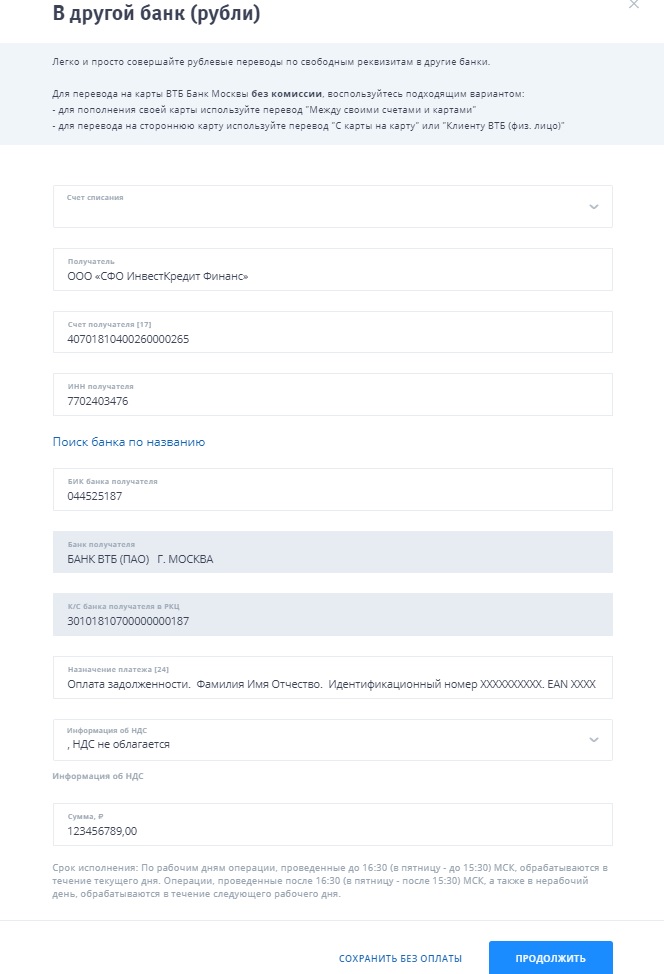 В другой банк (рубли)
Легко и просто совершайте рублевые переводы по свободным реквизитам в другие банки.
Для перевода на карты ВТБ Банк Москвы без комиссии, воспользуйтесь подходящим вариантом:
- для пополнения своей карты используйте перевод "Между своими счетами и картами"
- для перевода на стороннюю карту используйте перевод "С карты на карту" или "Клиенту ВТБ (физ. лицо)"
Счет списания
Получатель
ООО «СФО ИнвестКредит Финанс»
Счет получателя [17]
40701810400260000265
ИНН получателя
7702403476
Поиск банка по названию
БИК банка получателя
044525187
Банк получателя
БАНК ВТБ (ПАО) Г. МОСКВА
К/С банка получателя в РКЦ
30101810700000000187
Назначение платежа [24]
Оплата задолженности. Фамилия Имя Отчество. Идентификационный номер XXXXXXXXXX. EAN XXXX
Информация об НДС
, НДС не облагается
Информация об НДС
Сумма, ₽
123456789,00
Срок исполнения: По рабочим дням операции, проведенные до 16:30 (в пятницу - до 15:30) МСК, обрабатываются в
течение текущего дня. Операции, проведенные после 16:30 (в пятницу - после 15:30) МСК, а также в нерабочий
день, обрабатываются в течение следующего рабочего дня.
СОХРАНИТЬ БЕЗ ОПЛАТЫ
ПРОДОЛЖИТЬ